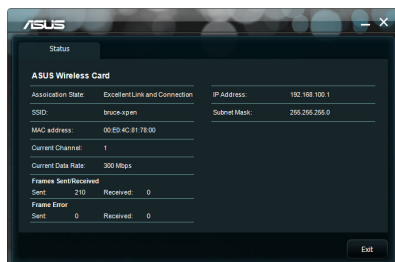 ASUS
Status
ASUS Wireless Card
Assoication State: Excellent Link and Connection
SSID: bruce-xpen
MAC address: 00:E0:4C:81:78:00
Current Channel: 1
Current Data Rate: 300 Mbps
Frames Sent/Received
Sent: 210 Received: 0
Frame Error
Sent: 0 Received: 0
IP Address: 192.168.100.1
Subnet Mask: 255.255.255.0
Exit